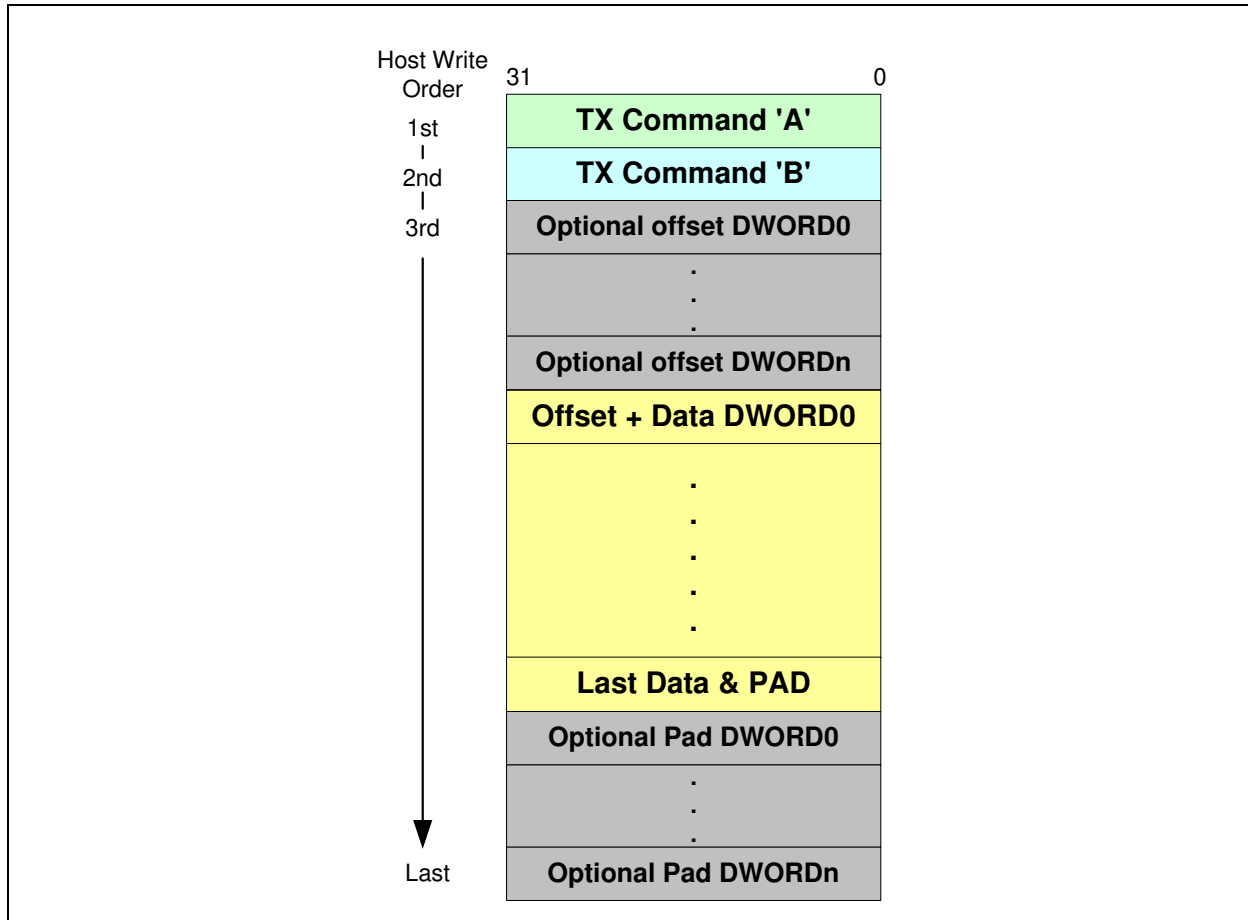 Host Write
Order
31 0
1st
TX Command 'A'
2nd
TX Command 'B'
3rd
Optional offset DWORD0
.
.
.
Optional offset DWORDn
Offset + Data DWORD0
.
.
.
.
.
Last Data & PAD
Optional Pad DWORD0
.
.
.
Last
Optional Pad DWORDn